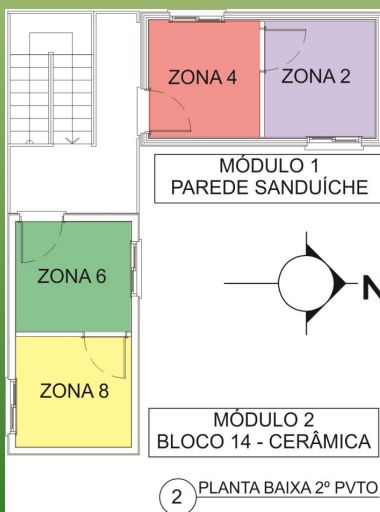 ZONA 4
ZONA 2
MÓDULO 1
PAREDE SANDUÍCHE
ZONA 6
N
ZONA 8
MÓDULO 2
BLOCO 14 - CERÂMICA
2
PLANTA BAIXA 2º PVTO